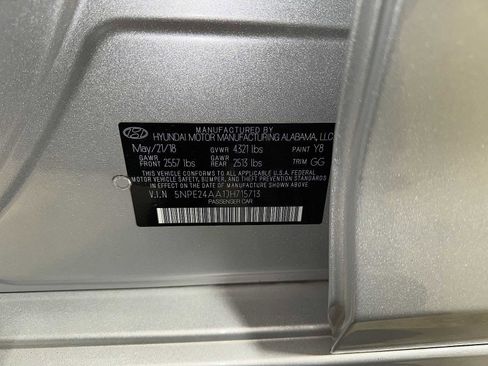 MANUFACTURED BY
HYUNDAI MOTOR MANUFACTURING ALABAMA, LLC
May/21/18 GVWR 4321 lbs PAINT Y8
GAWR FRONT 2557 lbs GAWR REAR 2513 lbs TRIM GG
THIS VEHICLE CONFORMS TO ALL APPLICABLE U.S.A. FEDERAL
MOTOR VEHICLE SAFETY, BUMPER, AND THEFT PREVENTION STANDARDS
IN EFFECT ON THE DATE OF MANUFACTURE SHOWN ABOVE.
V.I.N 5NPE24AA1JH715713
PASSENGER CAR